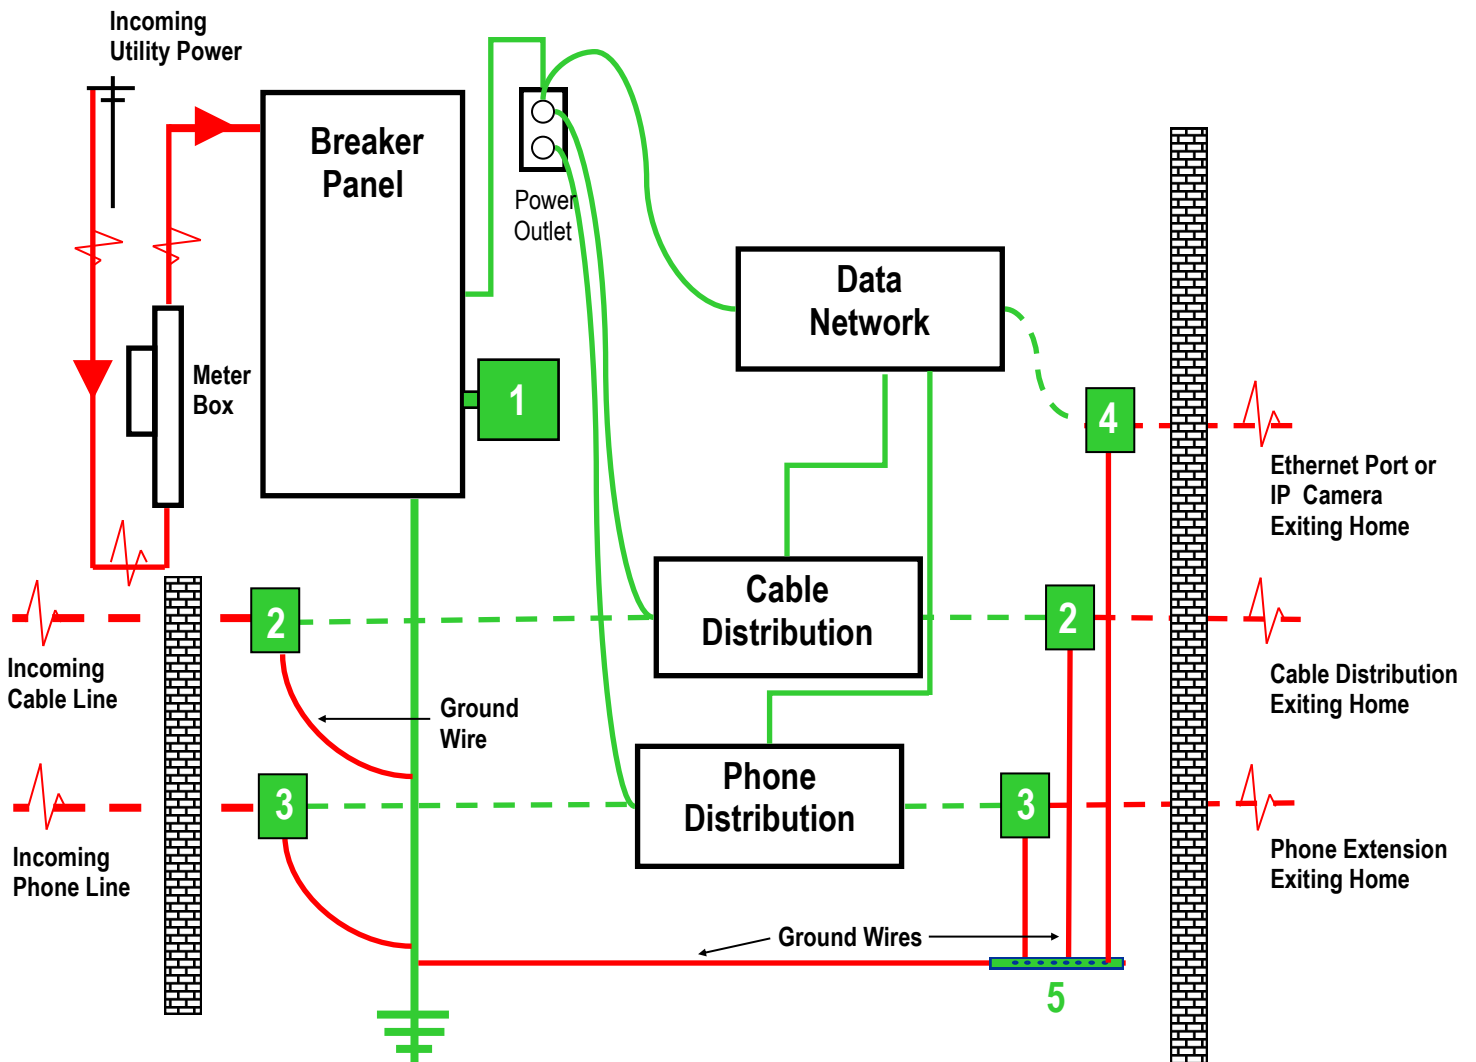 Incoming
Utility Power
Breaker
Panel
Power
Outlet
Data
Network
Meter
Box
1
4
Ethernet Port or
IP Camera
Exiting Home
2
Cable
Distribution
2
Incoming
Cable Line
Ground
Wire
Cable Distribution
Exiting Home
3
Phone
Distribution
3
Incoming
Phone Line
Phone Extension
Exiting Home
Ground Wires
5